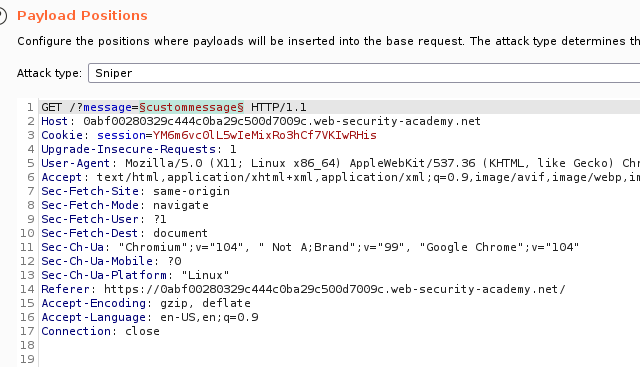 ?
Payload Positions
Configure the positions where payloads will be inserted into the base request. The attack type determines th
Attack type: Sniper
1 GET /?message=§custommessage§ HTTP/1.1
2 Host: 0abf00280329c444c0ba29c500d7009c.web-security-academy.net
3 Cookie: session=YM6m6vc0lL5wIeMixRo3hCf7VKIwRHis
4 Upgrade-Insecure-Requests: 1
5 User-Agent: Mozilla/5.0 (X11; Linux x86_64) AppleWebKit/537.36 (KHTML, like Gecko) Chr
6 Accept: text/html,application/xhtml+xml,application/xml;q=0.9,image/avif,image/webp,im
7 Sec-Fetch-Site: same-origin
8 Sec-Fetch-Mode: navigate
9 Sec-Fetch-User: ?1
10 Sec-Fetch-Dest: document
11 Sec-Ch-Ua: "Chromium";v="104", " Not A;Brand";v="99", "Google Chrome";v="104"
12 Sec-Ch-Ua-Mobile: ?0
13 Sec-Ch-Ua-Platform: "Linux"
14 Referer: https://0abf00280329c444c0ba29c500d7009c.web-security-academy.net/
15 Accept-Encoding: gzip, deflate
16 Accept-Language: en-US,en;q=0.9
17 Connection: close
18
19